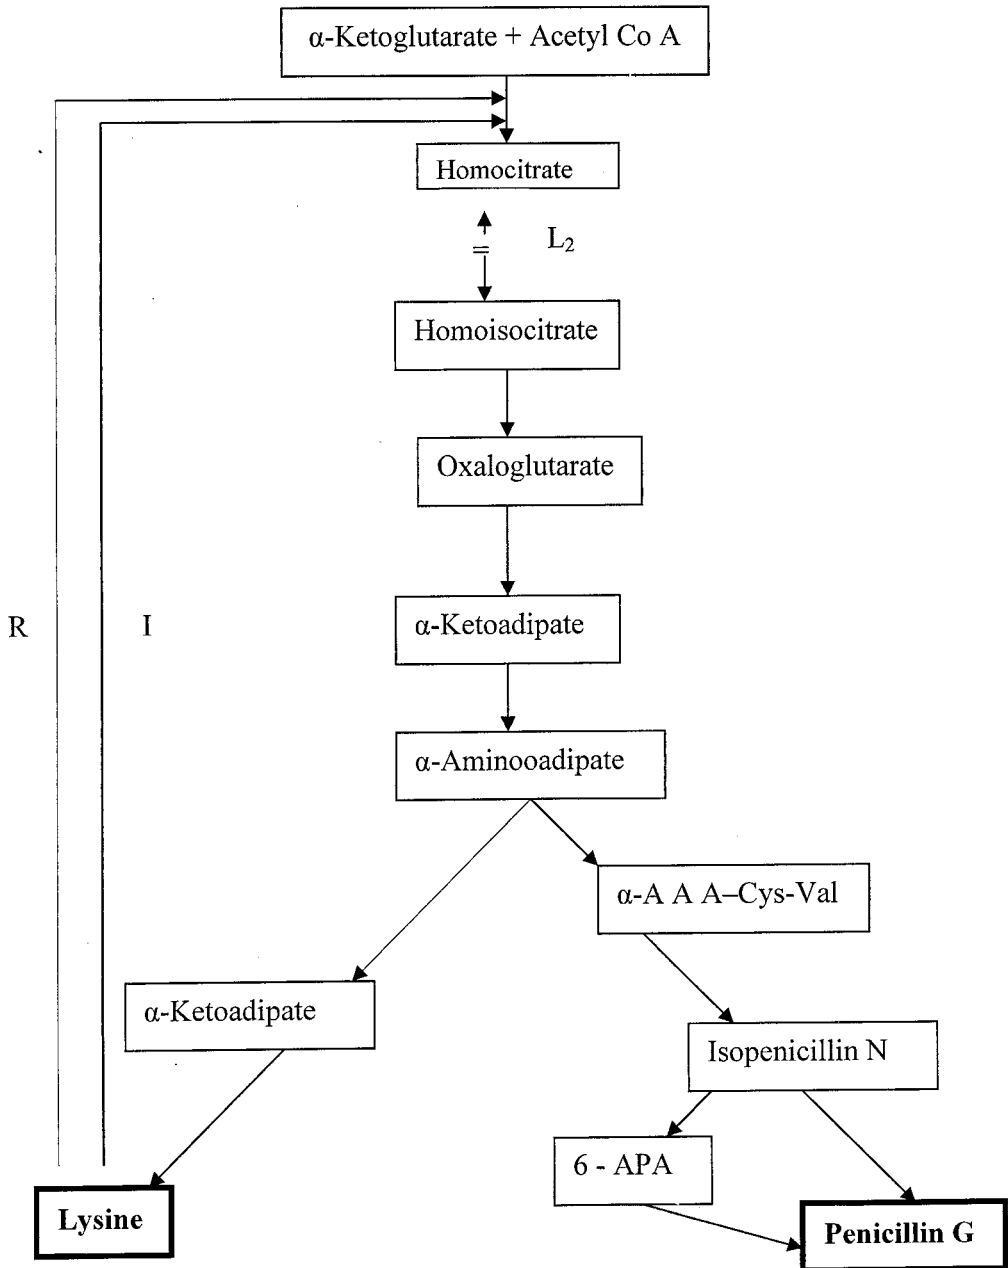 α-Ketoglutarate + Acetyl Co A
Homocitrate
= L₂
Homoisocitrate
Oxaloglutarate
R I α-Ketoadipate
α-Aminooadipate
α-A A A–Cys-Val
α-Ketoadipate
Isopenicillin N
6 - APA
Lysine
Penicillin G